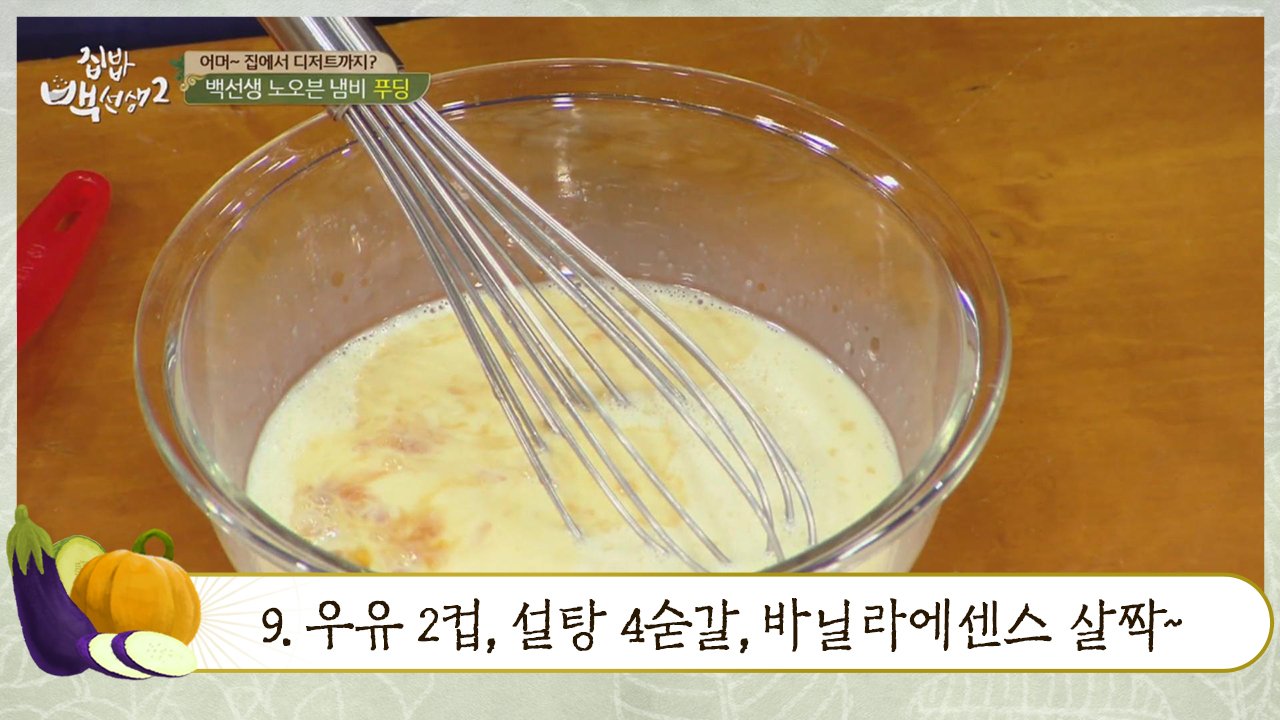 집밥
백선생2
어머~ 집에서 디저트까지?
백선생 노오븐 냄비 푸딩
9. 우유 2컵, 설탕 4숟갈, 바닐라에센스 살짝~